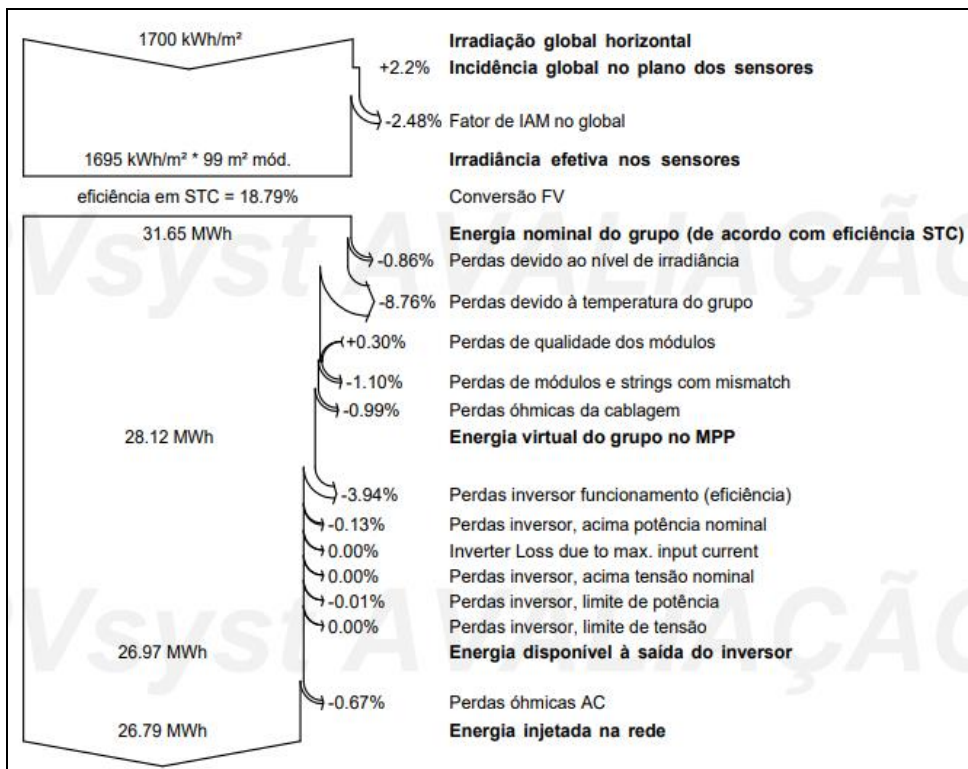 1700 kWh/m² Irradiação global horizontal
+2.2% Incidência global no plano dos sensores
-2.48% Fator de IAM no global
1695 kWh/m² * 99 m² mód. Irradiância efetiva nos sensores
eficiência em STC = 18.79% Conversão FV
Vsyst AVALIAÇÃO
31.65 MWh Energia nominal do grupo (de acordo com eficiência STC)
-0.86% Perdas devido ao nível de irradiância
-8.76% Perdas devido à temperatura do grupo
+0.30% Perdas de qualidade dos módulos
-1.10% Perdas de módulos e strings com mismatch
-0.99% Perdas óhmicas da cablagem
28.12 MWh Energia virtual do grupo no MPP
-3.94% Perdas inversor funcionamento (eficiência)
-0.13% Perdas inversor, acima potência nominal
0.00% Inverter Loss due to max. input current
0.00% Perdas inversor, acima tensão nominal
-0.01% Perdas inversor, limite de potência
0.00% Perdas inversor, limite de tensão
Vsyst AVALIAÇÃO
26.97 MWh Energia disponível à saída do inversor
-0.67% Perdas óhmicas AC
26.79 MWh Energia injetada na rede